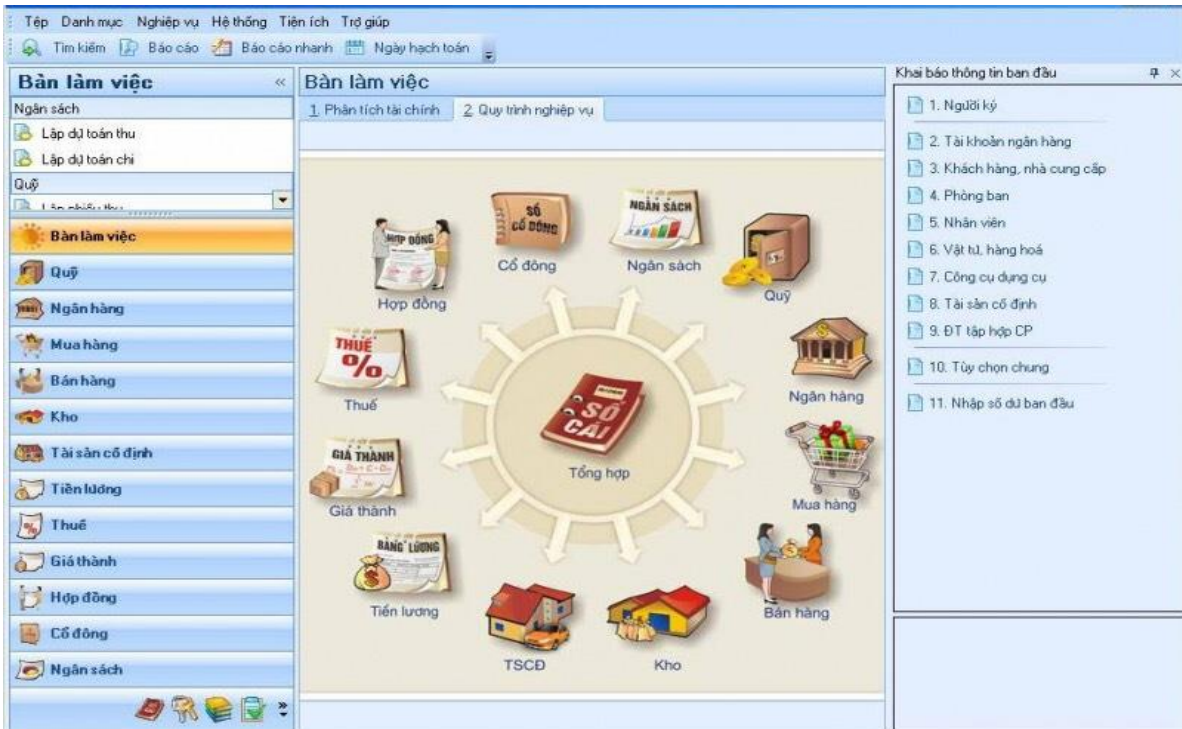 Tệp Danh mục Nghiệp vụ Hệ thống Tiện ích Trợ giúp
Tìm kiếm Báo cáo Báo cáo nhanh Ngày hạch toán
Bàn làm việc «
Ngân sách
Lập dự toán thu
Lập dự toán chi
Quỹ
Lập phiếu thu
Bàn làm việc
Quỹ
Ngân hàng
Mua hàng
Bán hàng
Kho
Tài sản cố định
Tiền lương
Thuế
Giá thành
Hợp đồng
Cổ đông
Ngân sách
Bàn làm việc
1. Phân tích tài chính 2. Quy trình nghiệp vụ
HỢP ĐỒNG
Hợp đồng
SỔ
CỔ ĐÔNG
Cổ đông
NGÂN SÁCH
Ngân sách
Quỹ
THUẾ
%
Thuế
Ngân hàng
SỔ
CÁI
Tổng hợp
GIÁ THÀNH
Giá thành
Mua hàng
BẢNG LƯƠNG
Tiền lương
TSCĐ
Kho
Bán hàng
Khai báo thông tin ban đầu
1. Người ký
2. Tài khoản ngân hàng
3. Khách hàng, nhà cung cấp
4. Phòng ban
5. Nhân viên
6. Vật tư, hàng hoá
7. Công cụ dụng cụ
8. Tài sản cố định
9. ĐT tập hợp CP
10. Tùy chọn chung
11. Nhập số dư ban đầu